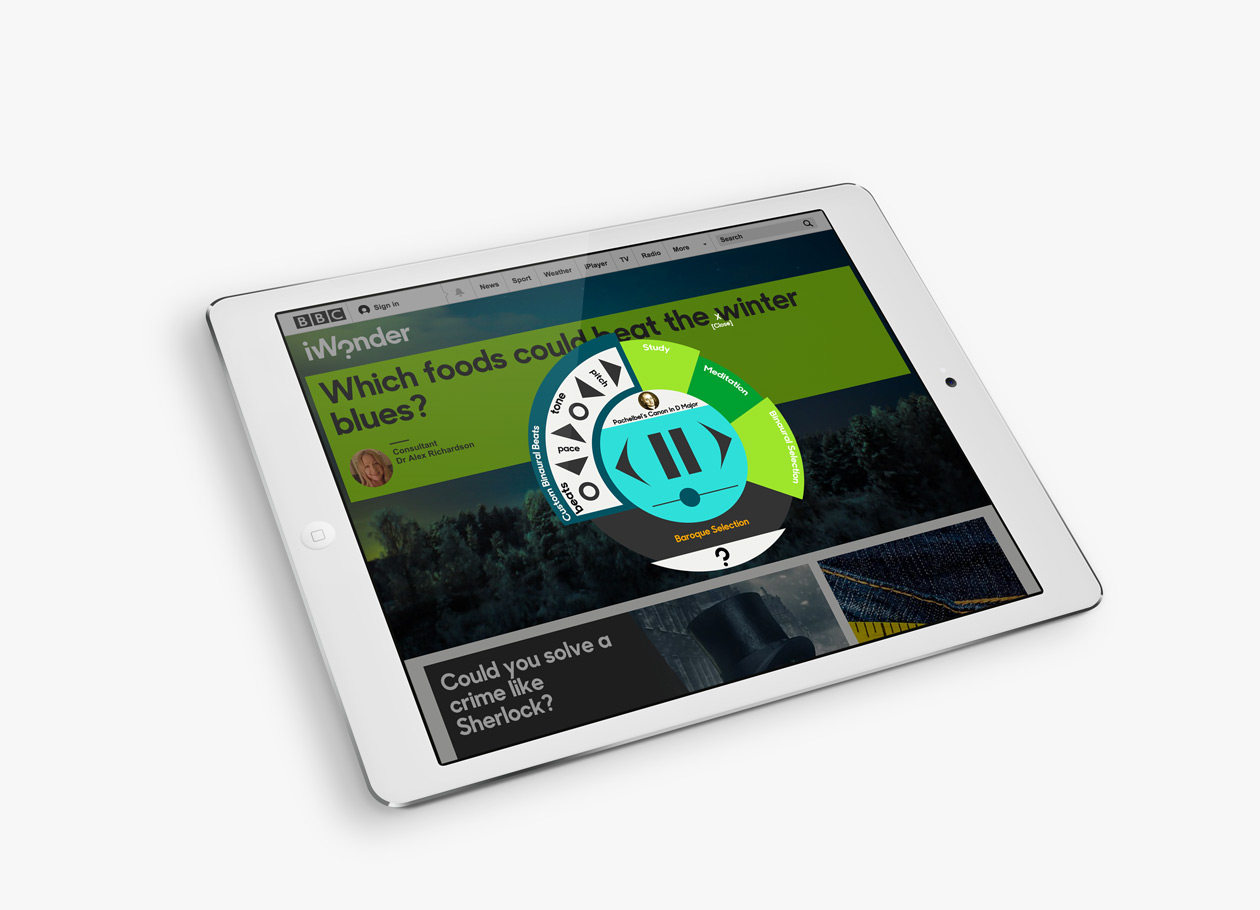 BBC
Sign in
News
Sport
Weather
iPlayer
TV
Radio
More
Search
iWonder
Which foods could beat the winter
blues?
Consultant
Dr Alex Richardson
X
[Close]
Study
Meditation
Binaural Selection
Pachelbel's Canon in D Major
pitch
tone
pace
beats
Custom Binaural Beats
Baroque Selection
?
Could you solve a
crime like
Sherlock?